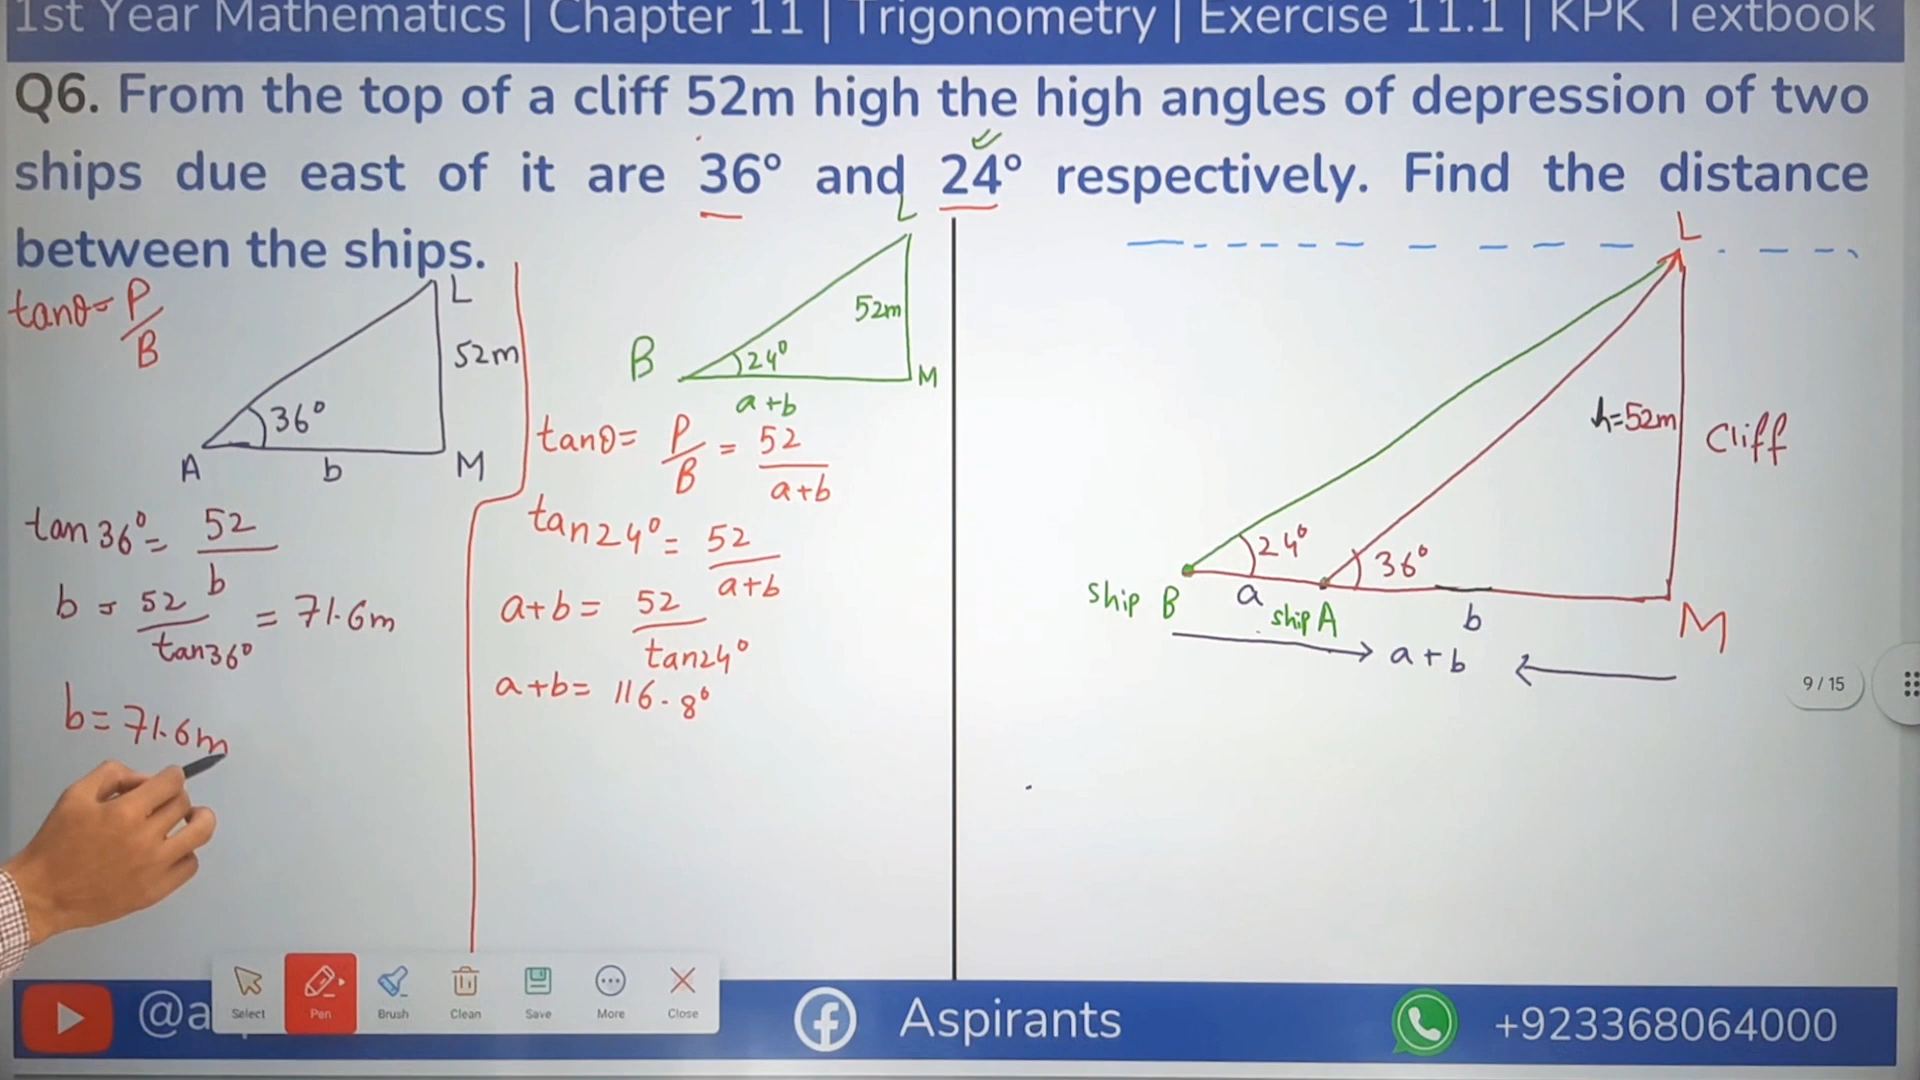 1st Year Mathematics | Chapter 11 | Trigonometry | Exercise 11.1 | KPK Textbook
Q6. From the top of a cliff 52m high the high angles of depression of two
ships due east of it are 36° and 24° respectively. Find the distance
between the ships.
tanθ = P/B
L
52m
36°
A
b
M
tan 36° = 52/b
b = 52/tan36° = 71.6m
b = 71.6m
L
52m
B
24°
M
a+b
tanθ = P/B = 52/a+b
tan24° = 52/a+b
a+b = 52/tan24°
a+b = 116.8°
L
h=52m
Cliff
24°
36°
ship B
a
ship A
b
M
a+b
9 / 15
Select
Pen
Brush
Clean
Save
More
Close
@a
Aspirants
+923368064000